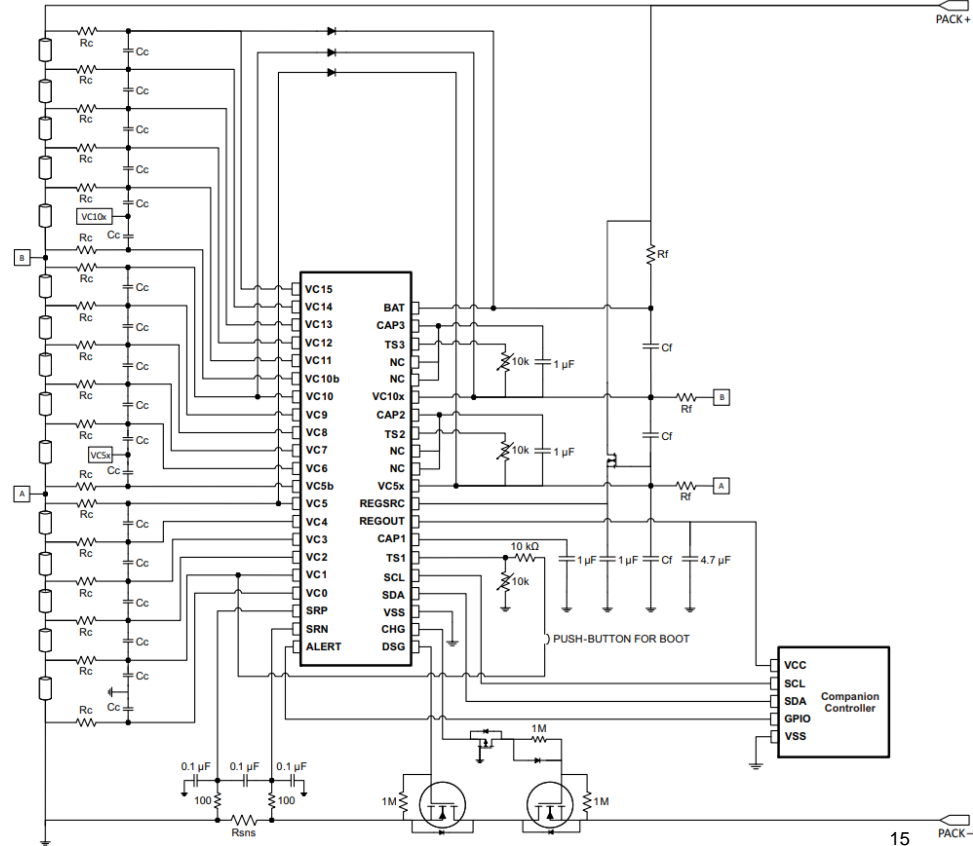 PACK+
Rc
Cc
Rc
Cc
Rc
Cc
Rc
Cc
Rc
Cc
VC10x
Cc
Rc
B
Rc
Cc
Rc
Cc
Rc
Cc
Rc
Cc
Rc
Cc
VC5x
Cc
Rc
A
Rc
Cc
Rc
Cc
Rc
Cc
Rc
Cc
Rc
Cc
Cc
Rc
VC15
VC14
VC13
VC12
VC11
VC10b
VC10
VC9
VC8
VC7
VC6
VC5b
VC5
VC4
VC3
VC2
VC1
VC0
SRP
SRN
ALERT
BAT
CAP3
TS3
NC
NC
VC10x
CAP2
TS2
NC
NC
VC5x
REGSRC
REGOUT
CAP1
TS1
SCL
SDA
VSS
CHG
DSG
10k
1 µF
10k
1 µF
Rf
Cf
Rf
B
Cf
Rf
A
10 kΩ
10k
1 µF
1 µF
Cf
4.7 µF
PUSH-BUTTON FOR BOOT
VCC
SCL
SDA
GPIO
VSS
Companion
Controller
0.1 µF
0.1 µF
0.1 µF
100
100
Rsns
1M
1M
1M
15
PACK–